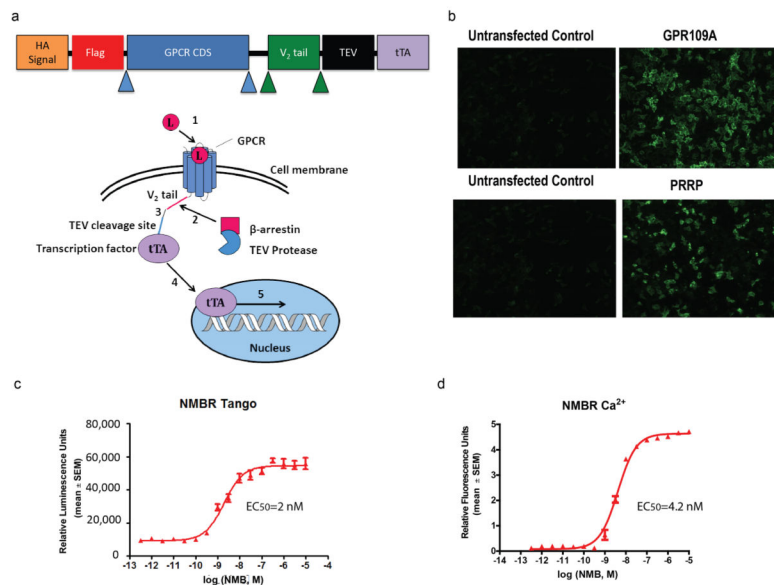 a
HA Signal
Flag
GPCR CDS
V2 tail
TEV
tTA
L
1
GPCR
L
Cell membrane
V2 tail
3
2
TEV cleavage site
β-arrestin
Transcription factor
TEV Protease
tTA
4
5
tTA
Nucleus
b
Untransfected Control
GPR109A
Untransfected Control
PRRP
c
NMBR Tango
Relative Luminescence Units
(mean ± SEM)
80,000
60,000
40,000
20,000
0
EC50=2 nM
-13 -12 -11 -10 -9 -8 -7 -6 -5 -4
log (NMB, M)
d
NMBR Ca2+
Relative Fluorescence Units
(mean ± SEM)
5
4
3
2
1
0
EC50=4.2 nM
-14 -13 -12 -11 -10 -9 -8 -7 -6 -5
log (NMB, M)